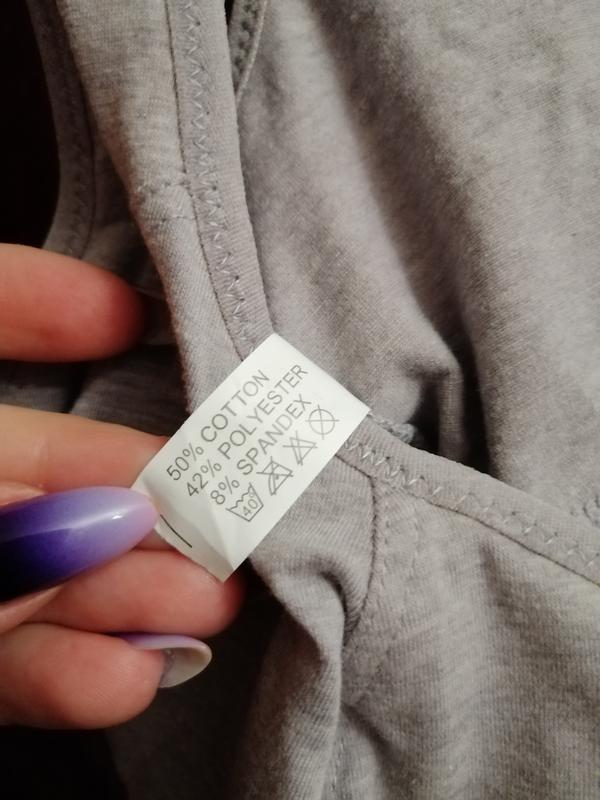 50% COTTON
42% POLYESTER
8% SPANDEX
40°